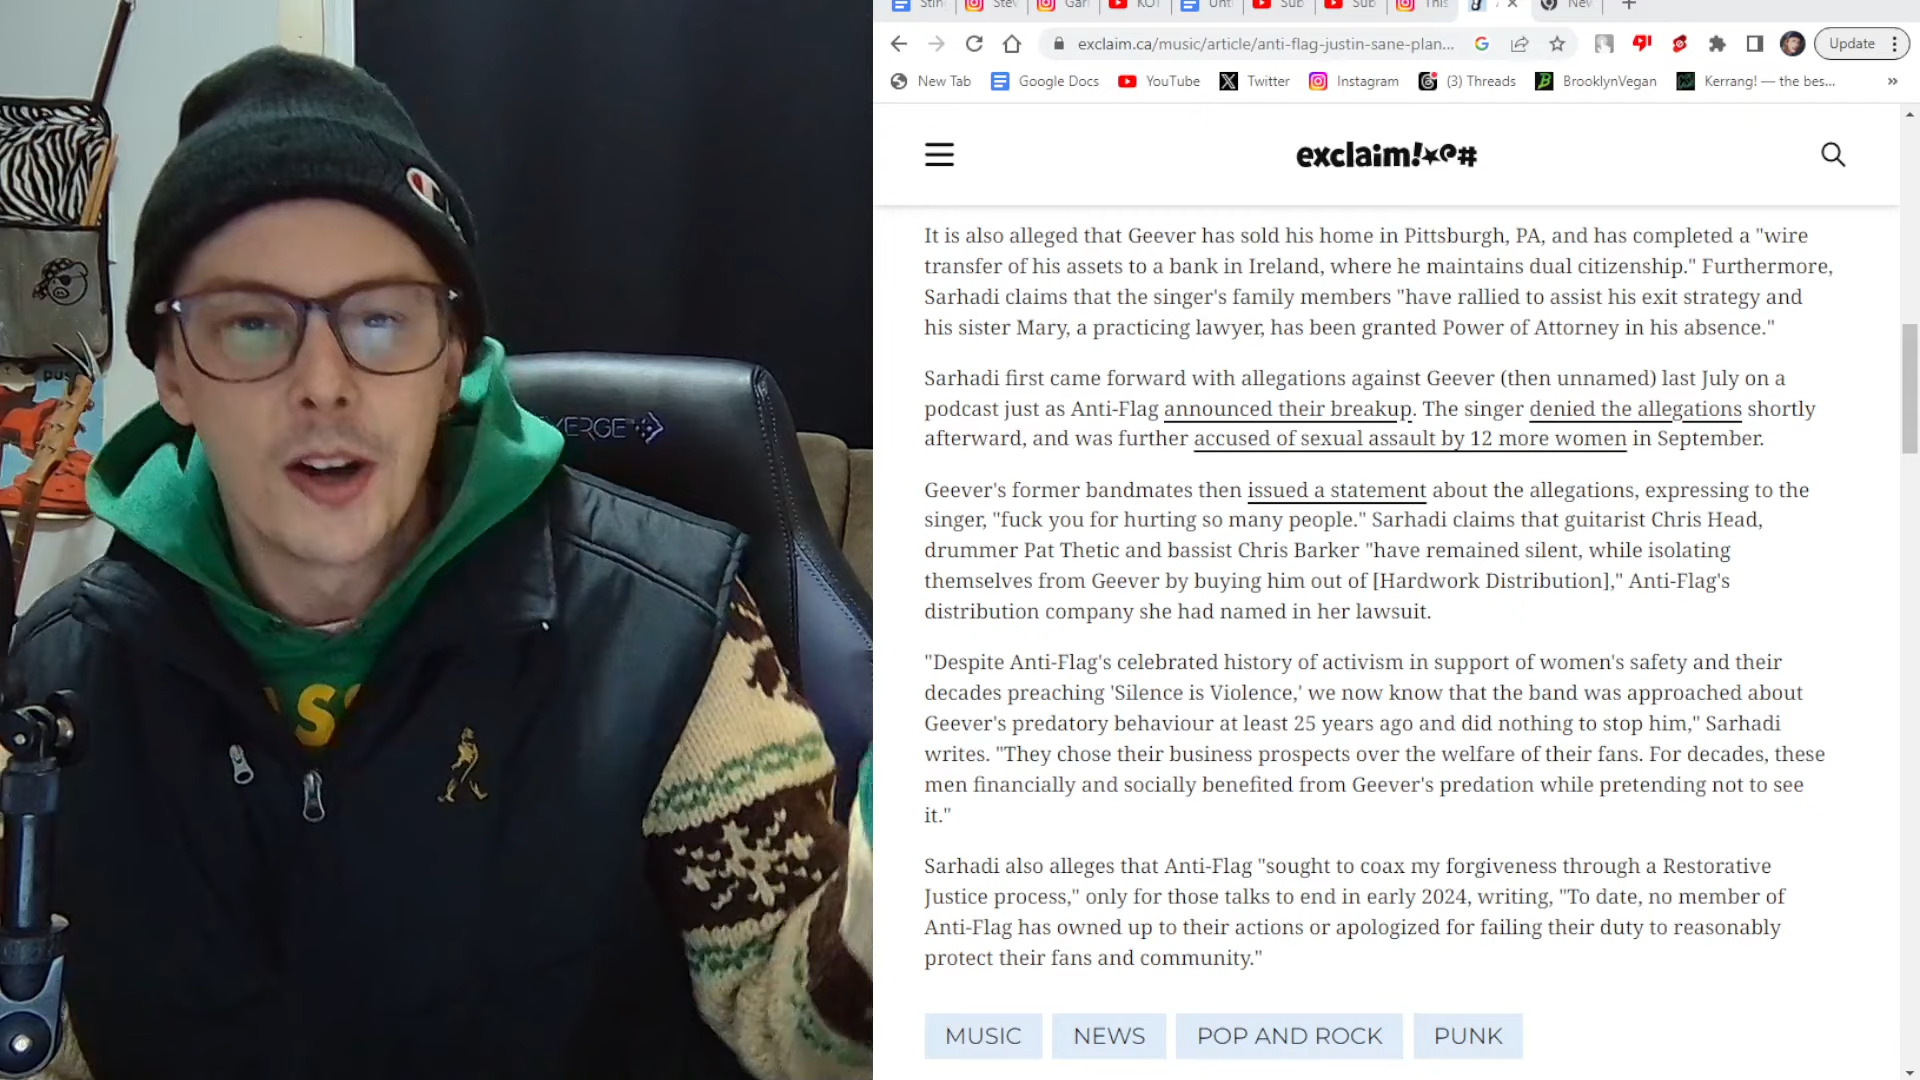 Stin
Stev
Gar
KOT
Unti
Sub
Sub
This
Nev
exclaim.ca/music/article/anti-flag-justin-sane-plan...
Update
New Tab
Google Docs
YouTube
Twitter
Instagram
(3) Threads
BrooklynVegan
Kerrang! — the bes...
»
exclaim!
It is also alleged that Geever has sold his home in Pittsburgh, PA, and has completed a "wire
transfer of his assets to a bank in Ireland, where he maintains dual citizenship." Furthermore,
Sarhadi claims that the singer's family members "have rallied to assist his exit strategy and
his sister Mary, a practicing lawyer, has been granted Power of Attorney in his absence."
Sarhadi first came forward with allegations against Geever (then unnamed) last July on a
podcast just as Anti-Flag announced their breakup. The singer denied the allegations shortly
afterward, and was further accused of sexual assault by 12 more women in September.
Geever's former bandmates then issued a statement about the allegations, expressing to the
singer, "fuck you for hurting so many people." Sarhadi claims that guitarist Chris Head,
drummer Pat Thetic and bassist Chris Barker "have remained silent, while isolating
themselves from Geever by buying him out of [Hardwork Distribution]," Anti-Flag's
distribution company she had named in her lawsuit.
"Despite Anti-Flag's celebrated history of activism in support of women's safety and their
decades preaching 'Silence is Violence,' we now know that the band was approached about
Geever's predatory behaviour at least 25 years ago and did nothing to stop him," Sarhadi
writes. "They chose their business prospects over the welfare of their fans. For decades, these
men financially and socially benefited from Geever's predation while pretending not to see
it."
Sarhadi also alleges that Anti-Flag "sought to coax my forgiveness through a Restorative
Justice process," only for those talks to end in early 2024, writing, "To date, no member of
Anti-Flag has owned up to their actions or apologized for failing their duty to reasonably
protect their fans and community."
MUSIC
NEWS
POP AND ROCK
PUNK
VERGE
ASS